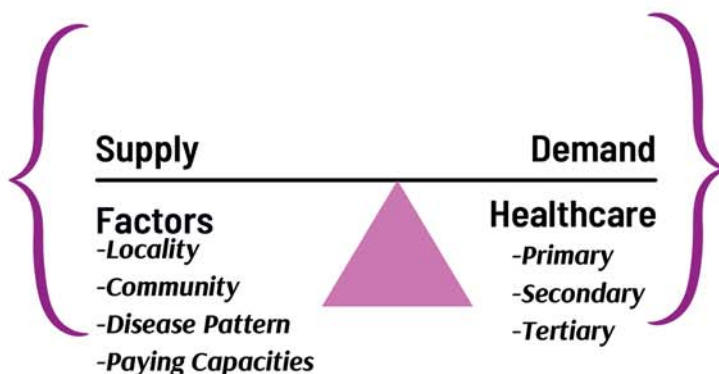 Supply
Demand
Factors
-Locality
-Community
-Disease Pattern
-Paying Capacities
Healthcare
-Primary
-Secondary
-Tertiary